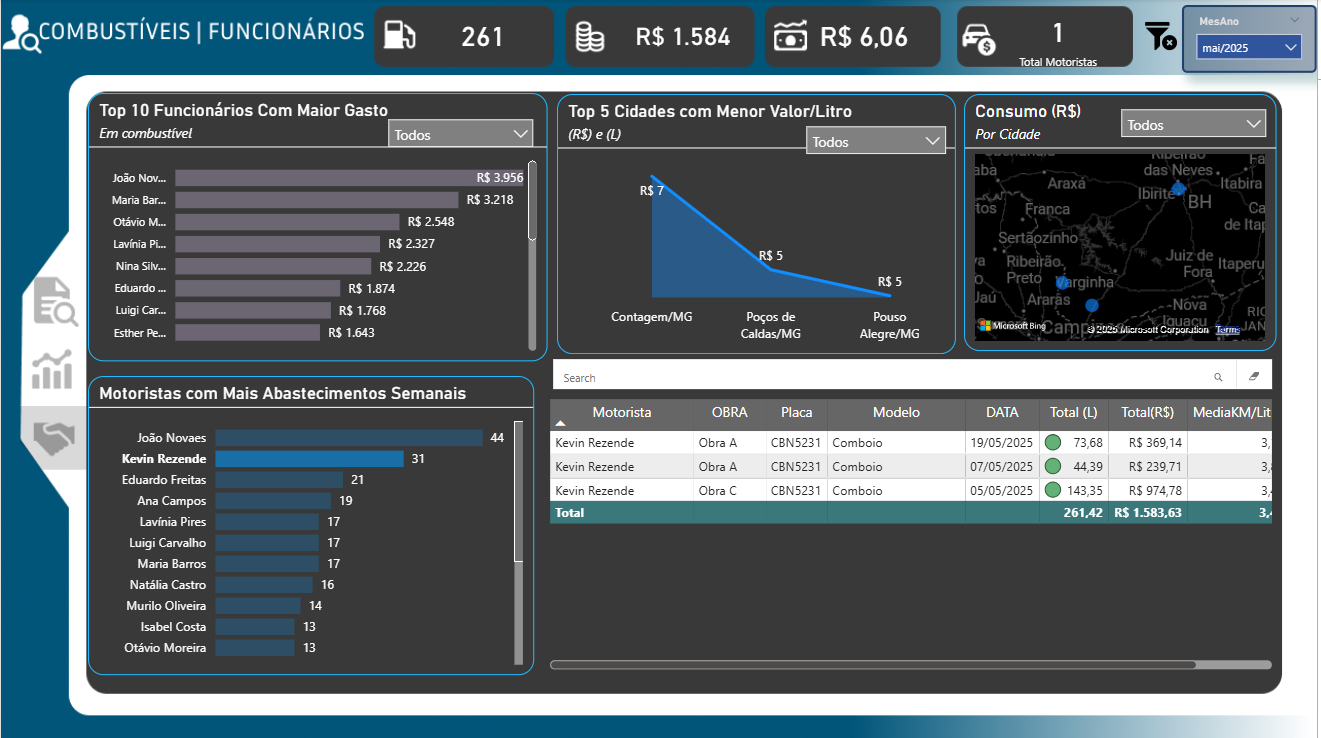 COMBUSTÍVEIS | FUNCIONÁRIOS
261
R$ 1.584
R$ 6,06
1
Total Motoristas
MesAno
mai/2025
Top 10 Funcionários Com Maior Gasto
Em combustível
Todos
João Nov... R$ 3.956
Maria Bar... R$ 3.218
Otávio M... R$ 2.548
Lavínia Pi... R$ 2.327
Nina Silv... R$ 2.226
Eduardo ... R$ 1.874
Luigi Car... R$ 1.768
Esther Pe... R$ 1.643
Top 5 Cidades com Menor Valor/Litro
(R$) e (L)
Todos
R$ 7
R$ 5
R$ 5
Contagem/MG
Poços de
Caldas/MG
Pouso
Alegre/MG
Consumo (R$)
Por Cidade
Todos
Ribeirão
das Neves
Araxá
Ibirité
Itabira
BH
Franca
de Itap
Sertãozinho
Ribeirão
Preto
Juiz de
Fora
Itaperu
Varginha
Jaú
Araras
Nova
Iguaçu
Camp
Microsoft Bing
© 2025 Microsoft Corporation Terms
Motoristas com Mais Abastecimentos Semanais
João Novaes 44
Kevin Rezende 31
Eduardo Freitas 21
Ana Campos 19
Lavínia Pires 17
Luigi Carvalho 17
Maria Barros 17
Natália Castro 16
Murilo Oliveira 14
Isabel Costa 13
Otávio Moreira 13
Search
Motorista OBRA Placa Modelo DATA Total (L) Total(R$) MediaKM/Lit
Kevin Rezende Obra A CBN5231 Comboio 19/05/2025 73,68 R$ 369,14 3,
Kevin Rezende Obra A CBN5231 Comboio 07/05/2025 44,39 R$ 239,71 3,
Kevin Rezende Obra C CBN5231 Comboio 05/05/2025 143,35 R$ 974,78 3,
Total 261,42 R$ 1.583,63 3,